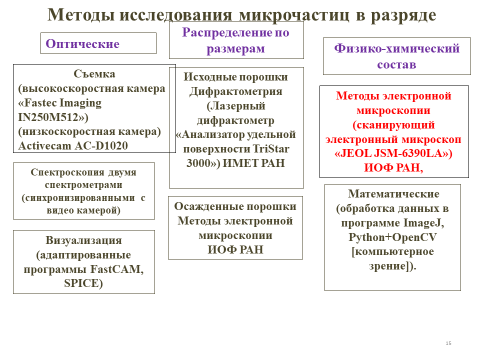 Методы исследования микрочастиц в разряде
Оптические
Съемка
(высокоскоростная камера
«Fastec Imaging
IN250M512»)
(низкоскоростная камера)
Activecam AC-D1020
Спектроскопия двумя
спектрометрами
(синхронизированными с
видео камерой)
Визуализация
(адаптированные
программы FastCAM,
SPICE)
Распределение по
размерам
Исходные порошки
Дифрактометрия
(Лазерный
дифрактометр
«Анализатор удельной
поверхности TriStar
3000») ИМЕТ РАН
Осажденные порошки
Методы электронной
микроскопии
ИОФ РАН
Физико-химический
состав
Методы электронной
микроскопии
(сканирующий
электронный микроскоп
«JEOL JSM-6390LA»)
ИОФ РАН,
Математические
(обработка данных в
программе ImageJ,
Python+OpenCV
[компьютерное
зрение]).